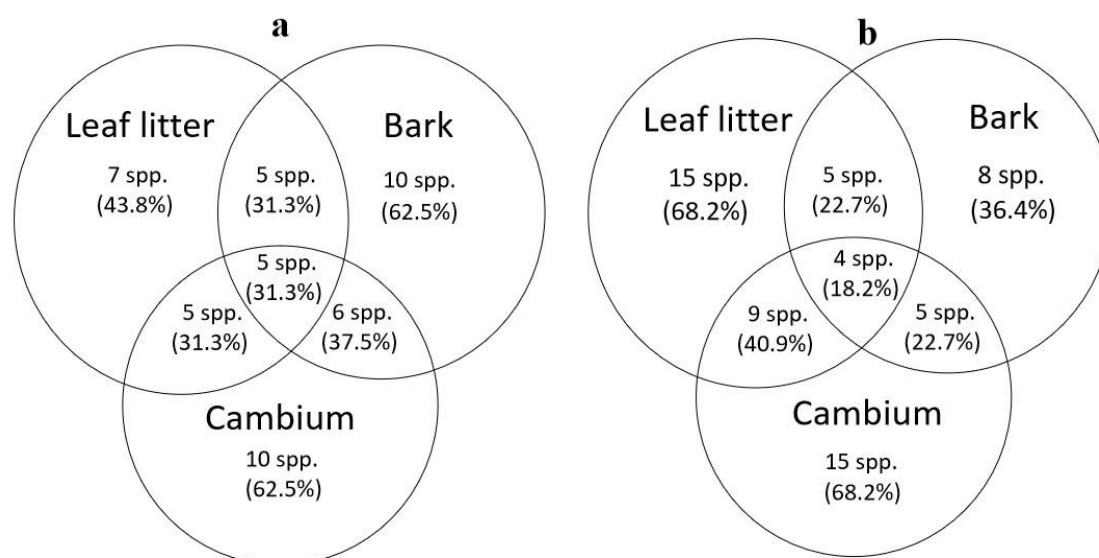 a
Leaf litter
Bark
7 spp.
(43.8%)
5 spp.
(31.3%)
10 spp.
(62.5%)
5 spp.
(31.3%)
5 spp.
(31.3%)
6 spp.
(37.5%)
Cambium
10 spp.
(62.5%)
b
Leaf litter
Bark
15 spp.
(68.2%)
5 spp.
(22.7%)
8 spp.
(36.4%)
4 spp.
(18.2%)
9 spp.
(40.9%)
5 spp.
(22.7%)
Cambium
15 spp.
(68.2%)